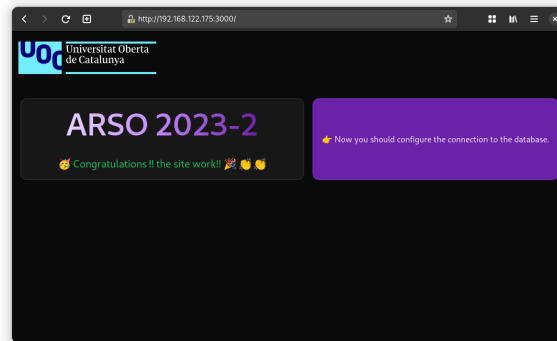 http://192.168.122.175:3000/
UOC
Universitat Oberta
de Catalunya
ARSO 2023-2
🥳 Congratulations !! the site work!! 🎉 👏 👏
👉 Now you should configure the connection to the database.